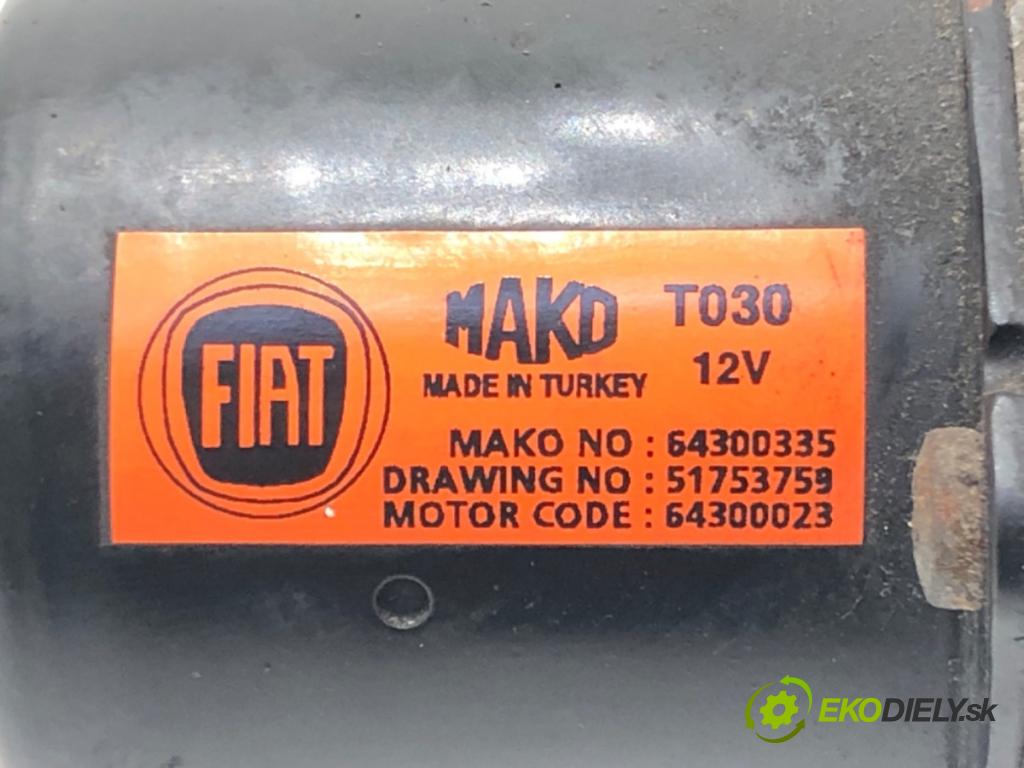 FIAT
MAKO T030
MADE IN TURKEY 12V
MAKO NO : 64300335
DRAWING NO : 51753759
MOTOR CODE : 64300023
EKODIELY.sk